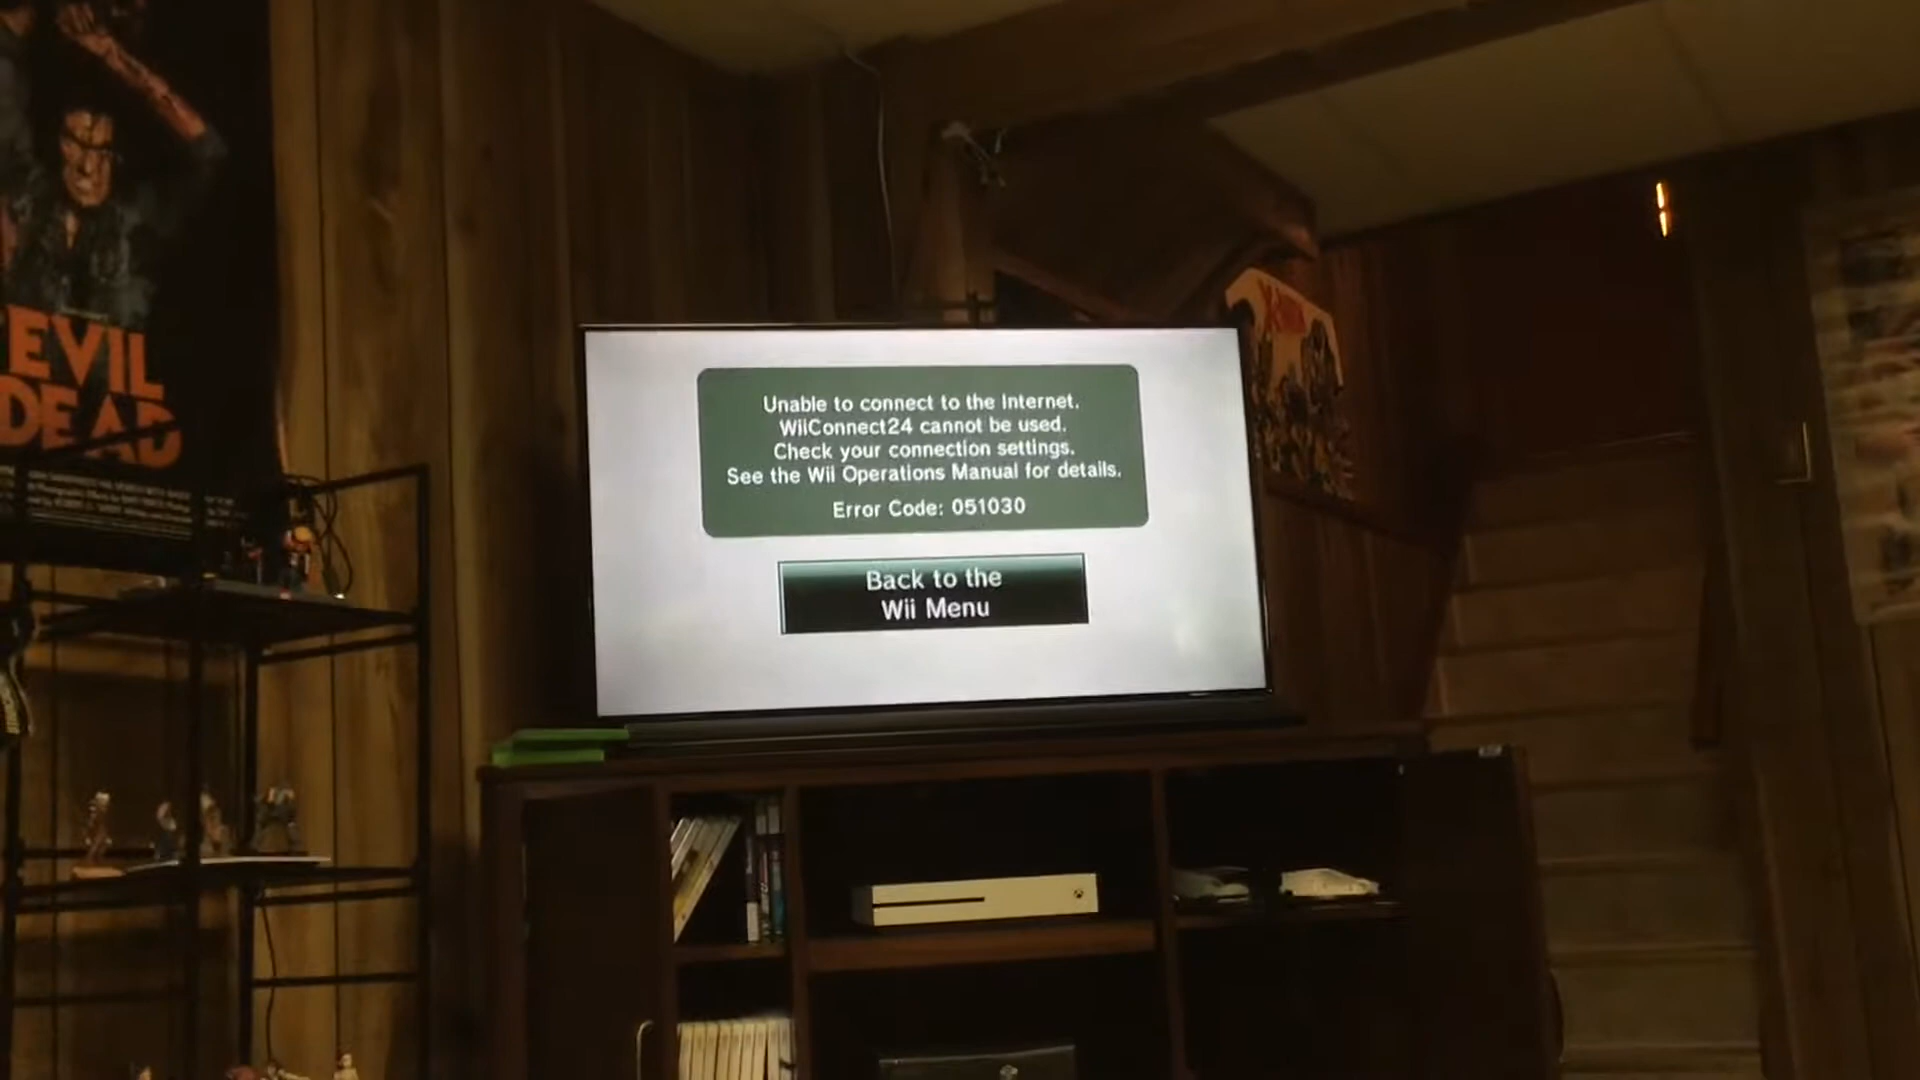 EVIL
DEAD
Unable to connect to the Internet.
WiiConnect24 cannot be used.
Check your connection settings.
See the Wii Operations Manual for details.
Error Code: 051030
Back to the
Wii Menu